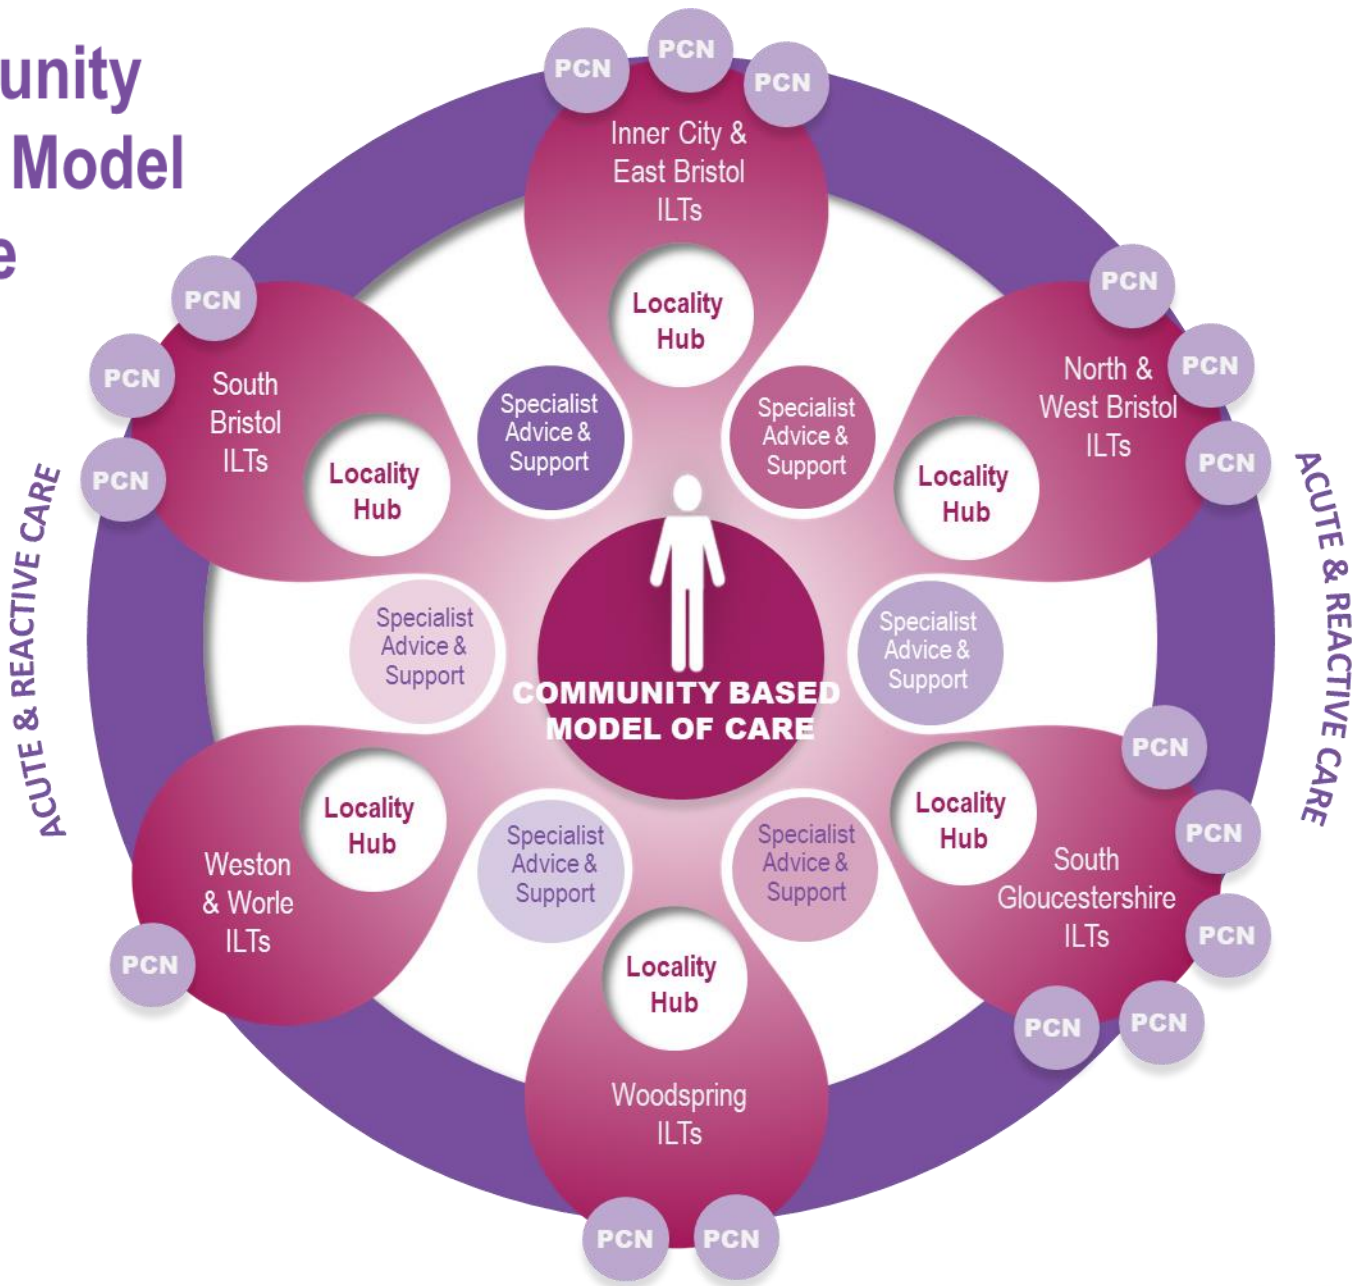 unity
Model
e
PCN
PCN
PCN
Inner City &
East Bristol
ILTs
Locality
Hub
PCN
PCN
PCN
North &
West Bristol
ILTs
Locality
Hub
PCN
PCN
PCN
South
Bristol
ILTs
Locality
Hub
Specialist
Advice &
Support
Specialist
Advice &
Support
ACUTE & REACTIVE CARE
ACUTE & REACTIVE CARE
Specialist
Advice &
Support
Specialist
Advice &
Support
COMMUNITY BASED
MODEL OF CARE
Locality
Hub
Weston
& Worle
ILTs
PCN
Specialist
Advice &
Support
Specialist
Advice &
Support
Locality
Hub
South
Gloucestershire
ILTs
PCN
PCN
PCN
PCN
PCN
Locality
Hub
Woodspring
ILTs
PCN
PCN